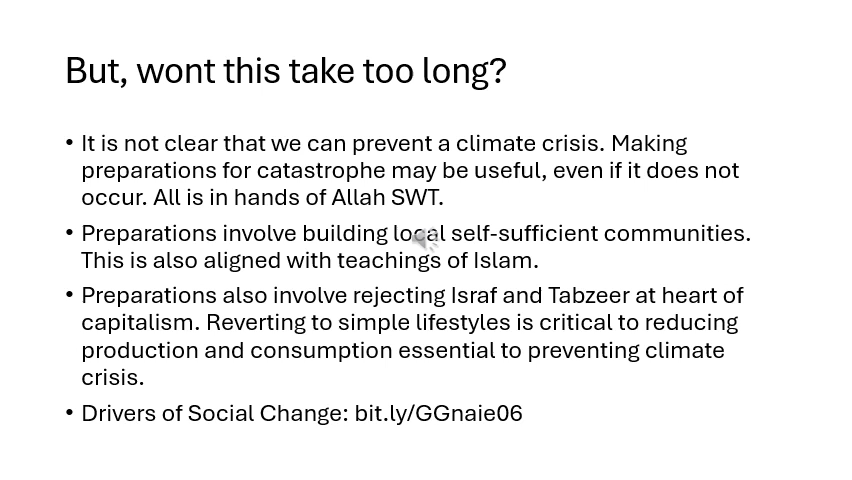 But, wont this take too long?
• It is not clear that we can prevent a climate crisis. Making
preparations for catastrophe may be useful, even if it does not
occur. All is in hands of Allah SWT.
• Preparations involve building local self-sufficient communities.
This is also aligned with teachings of Islam.
• Preparations also involve rejecting Israf and Tabzeer at heart of
capitalism. Reverting to simple lifestyles is critical to reducing
production and consumption essential to preventing climate
crisis.
• Drivers of Social Change: bit.ly/GGnaie06